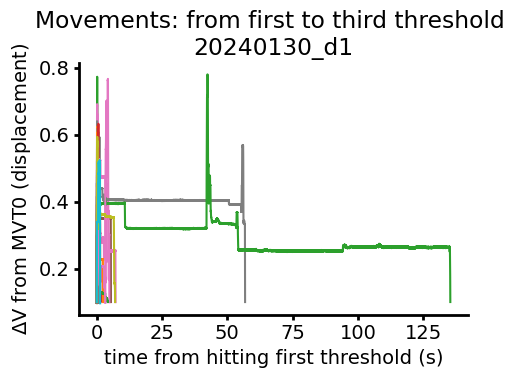 Movements: from first to third threshold
20240130_d1
ΔV from MVT0 (displacement)
0.8
0.6
0.4
0.2
0
25
50
75
100
125
time from hitting first threshold (s)